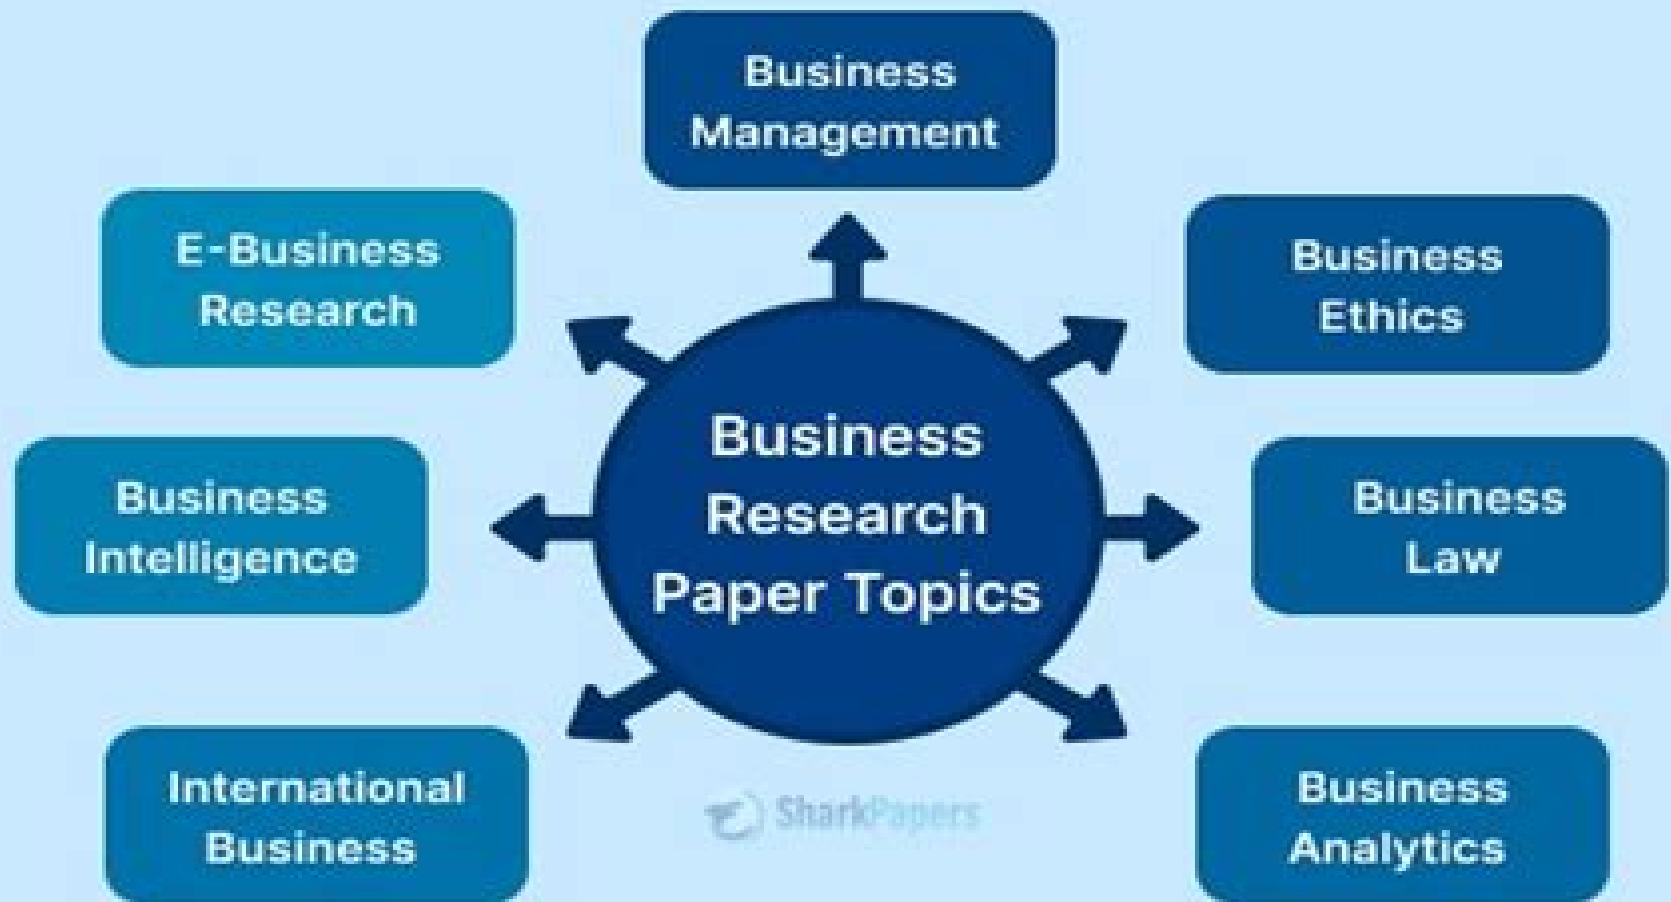 Business
Management
E-Business
Research
Business
Ethics
Business
Research
Paper Topics
Business
Intelligence
Business
Law
International
Business
Business
Analytics
SharkPapers